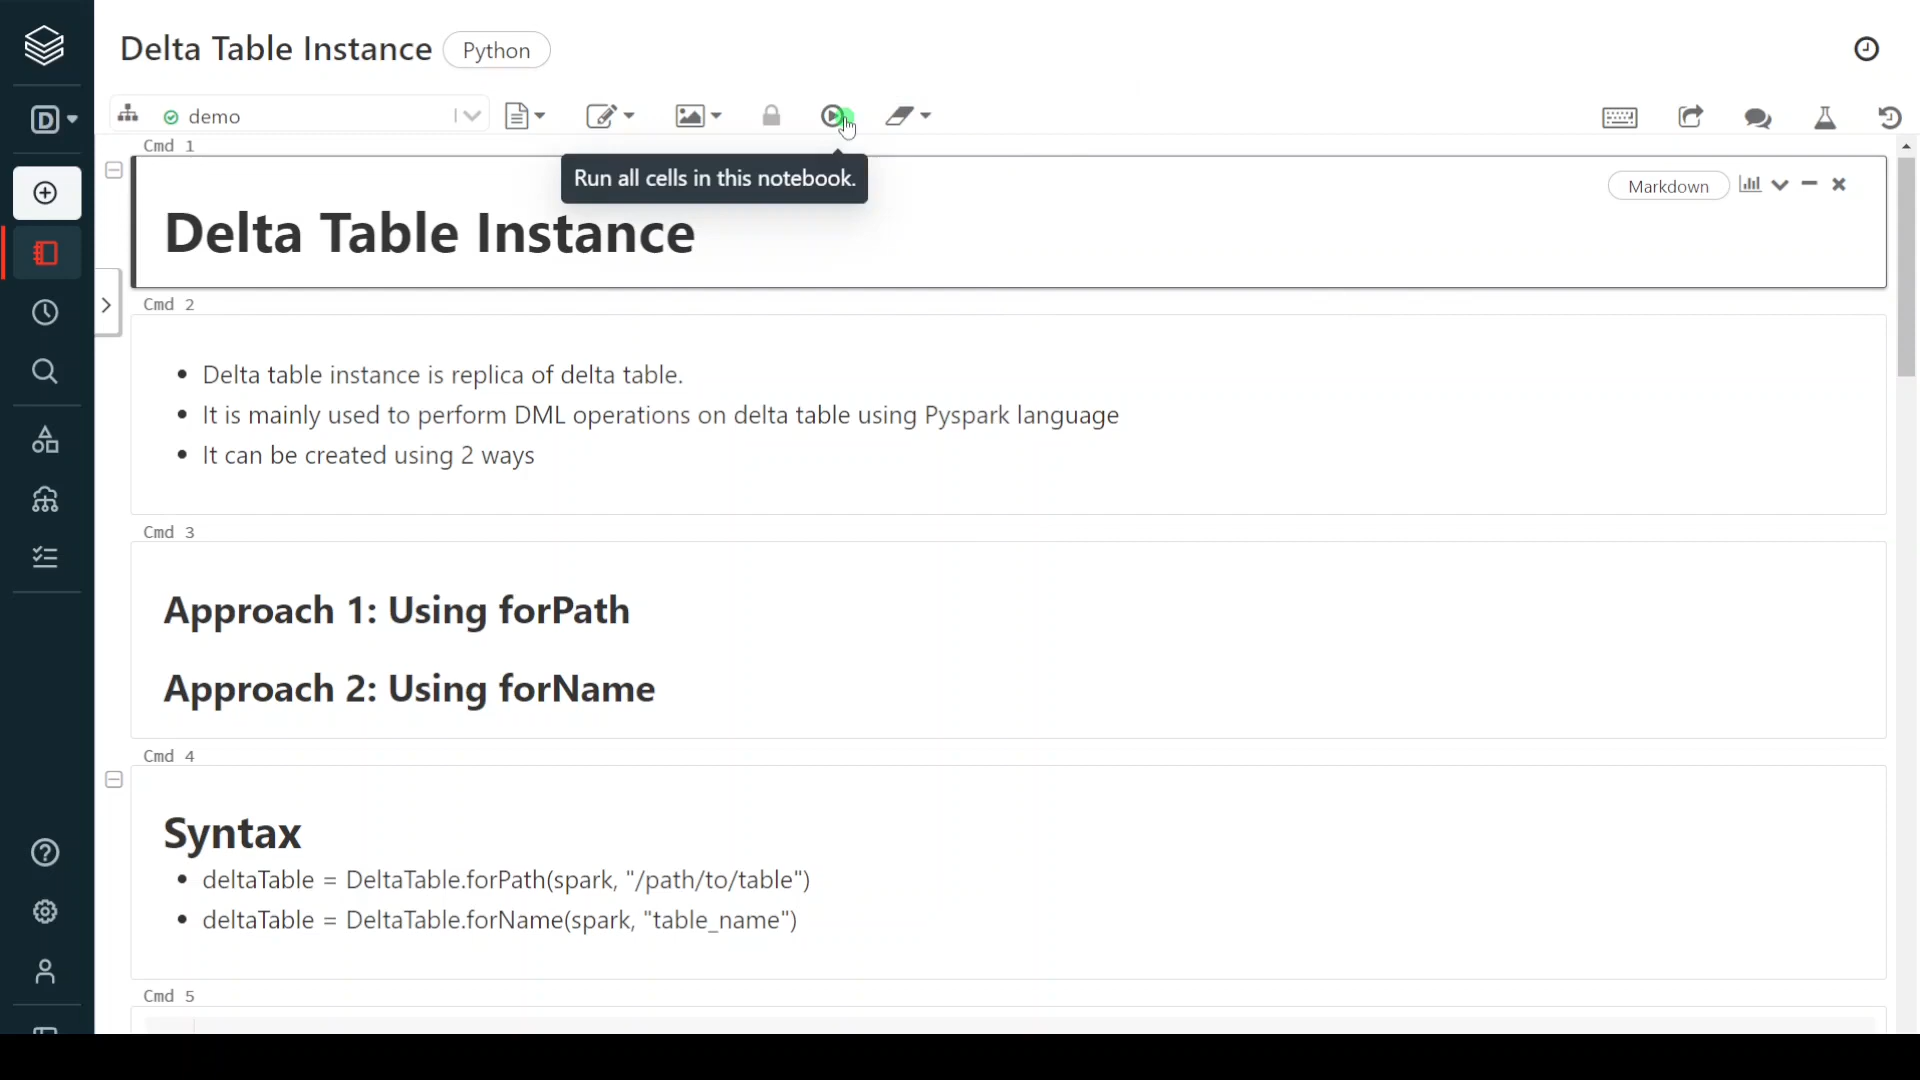 Delta Table Instance Python
D
demo
Cmd 1
Run all cells in this notebook.
Markdown
Delta Table Instance
Cmd 2
Delta table instance is replica of delta table.
It is mainly used to perform DML operations on delta table using Pyspark language
It can be created using 2 ways
Cmd 3
Approach 1: Using forPath
Approach 2: Using forName
Cmd 4
Syntax
deltaTable = DeltaTable.forPath(spark, "/path/to/table")
deltaTable = DeltaTable.forName(spark, "table_name")
Cmd 5